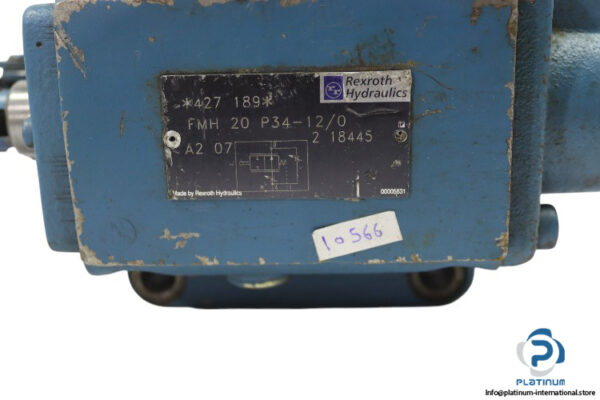 Rexroth
Hydraulics
*427 189*
FMH 20 P34-12/0
A2 07 2 18445
Made by Rexroth Hydraulics 00005631
10566
PLATINUM
Info@platinum-international.store